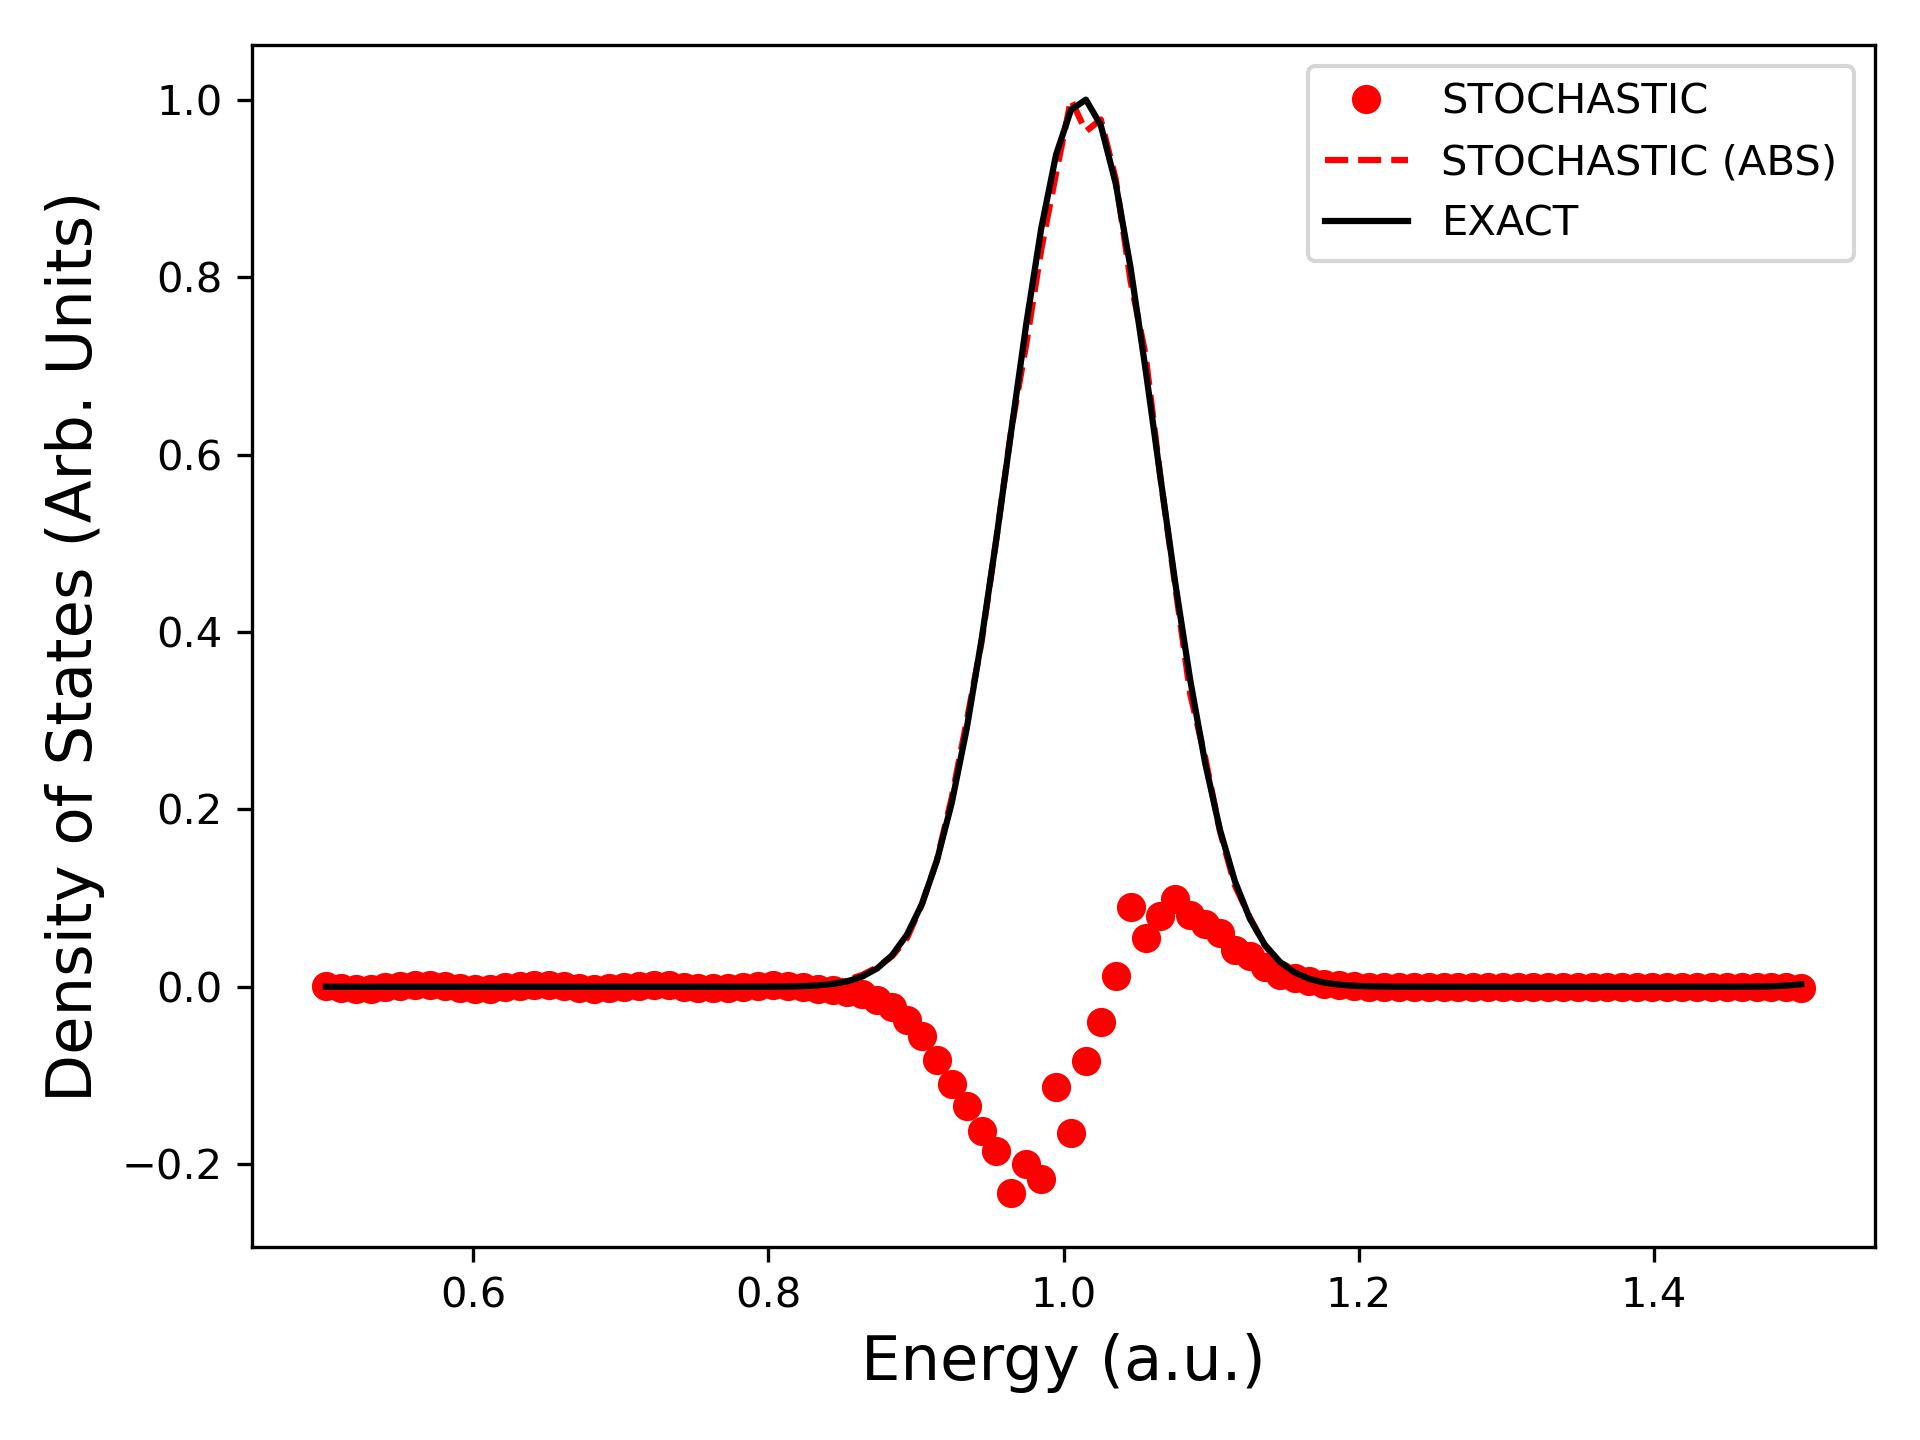 STOCHASTIC
STOCHASTIC (ABS)
EXACT
Density of States (Arb. Units)
1.0
0.8
0.6
0.4
0.2
0.0
−0.2
0.6 0.8 1.0 1.2 1.4
Energy (a.u.)